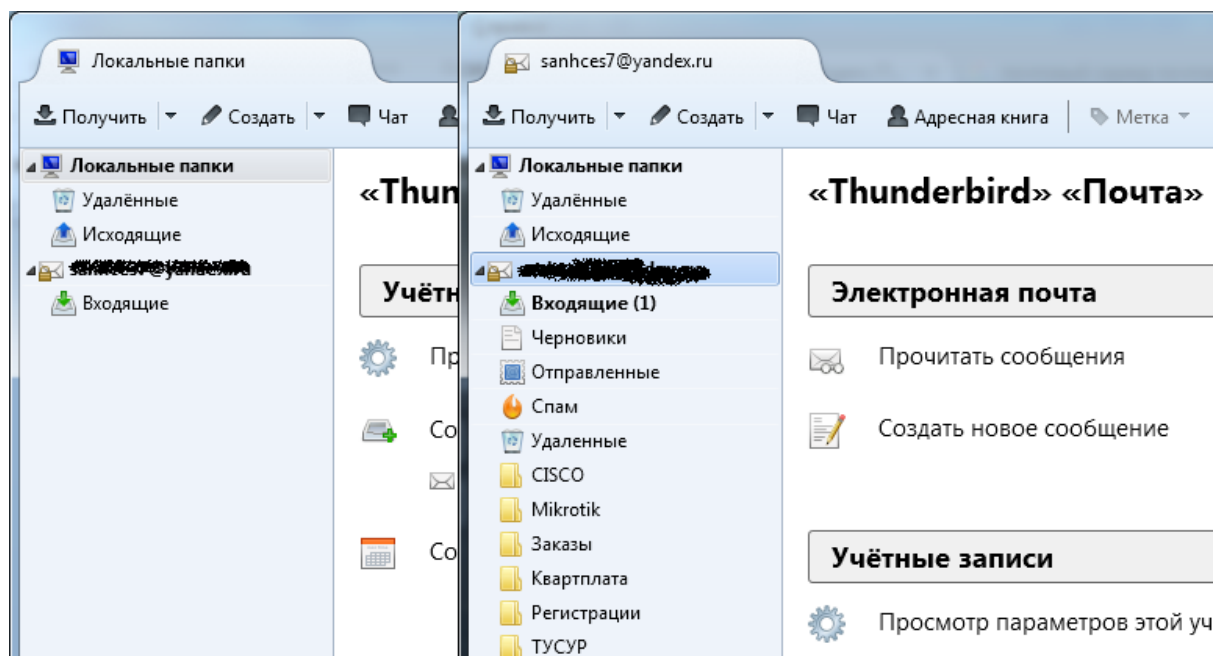 Локальные папки
Получить Создать Чат
Локальные папки
Удалённые
Исходящие
Входящие
«Thun
Учётн
Пр
Со
Со
sanhces7@yandex.ru
Получить Создать Чат Адресная книга Метка
Локальные папки
Удалённые
Исходящие
Входящие (1)
Черновики
Отправленные
Спам
Удаленные
CISCO
Mikrotik
Заказы
Квартплата
Регистрации
ТУСУР
«Thunderbird» «Почта»
Электронная почта
Прочитать сообщения
Создать новое сообщение
Учётные записи
Просмотр параметров этой уч